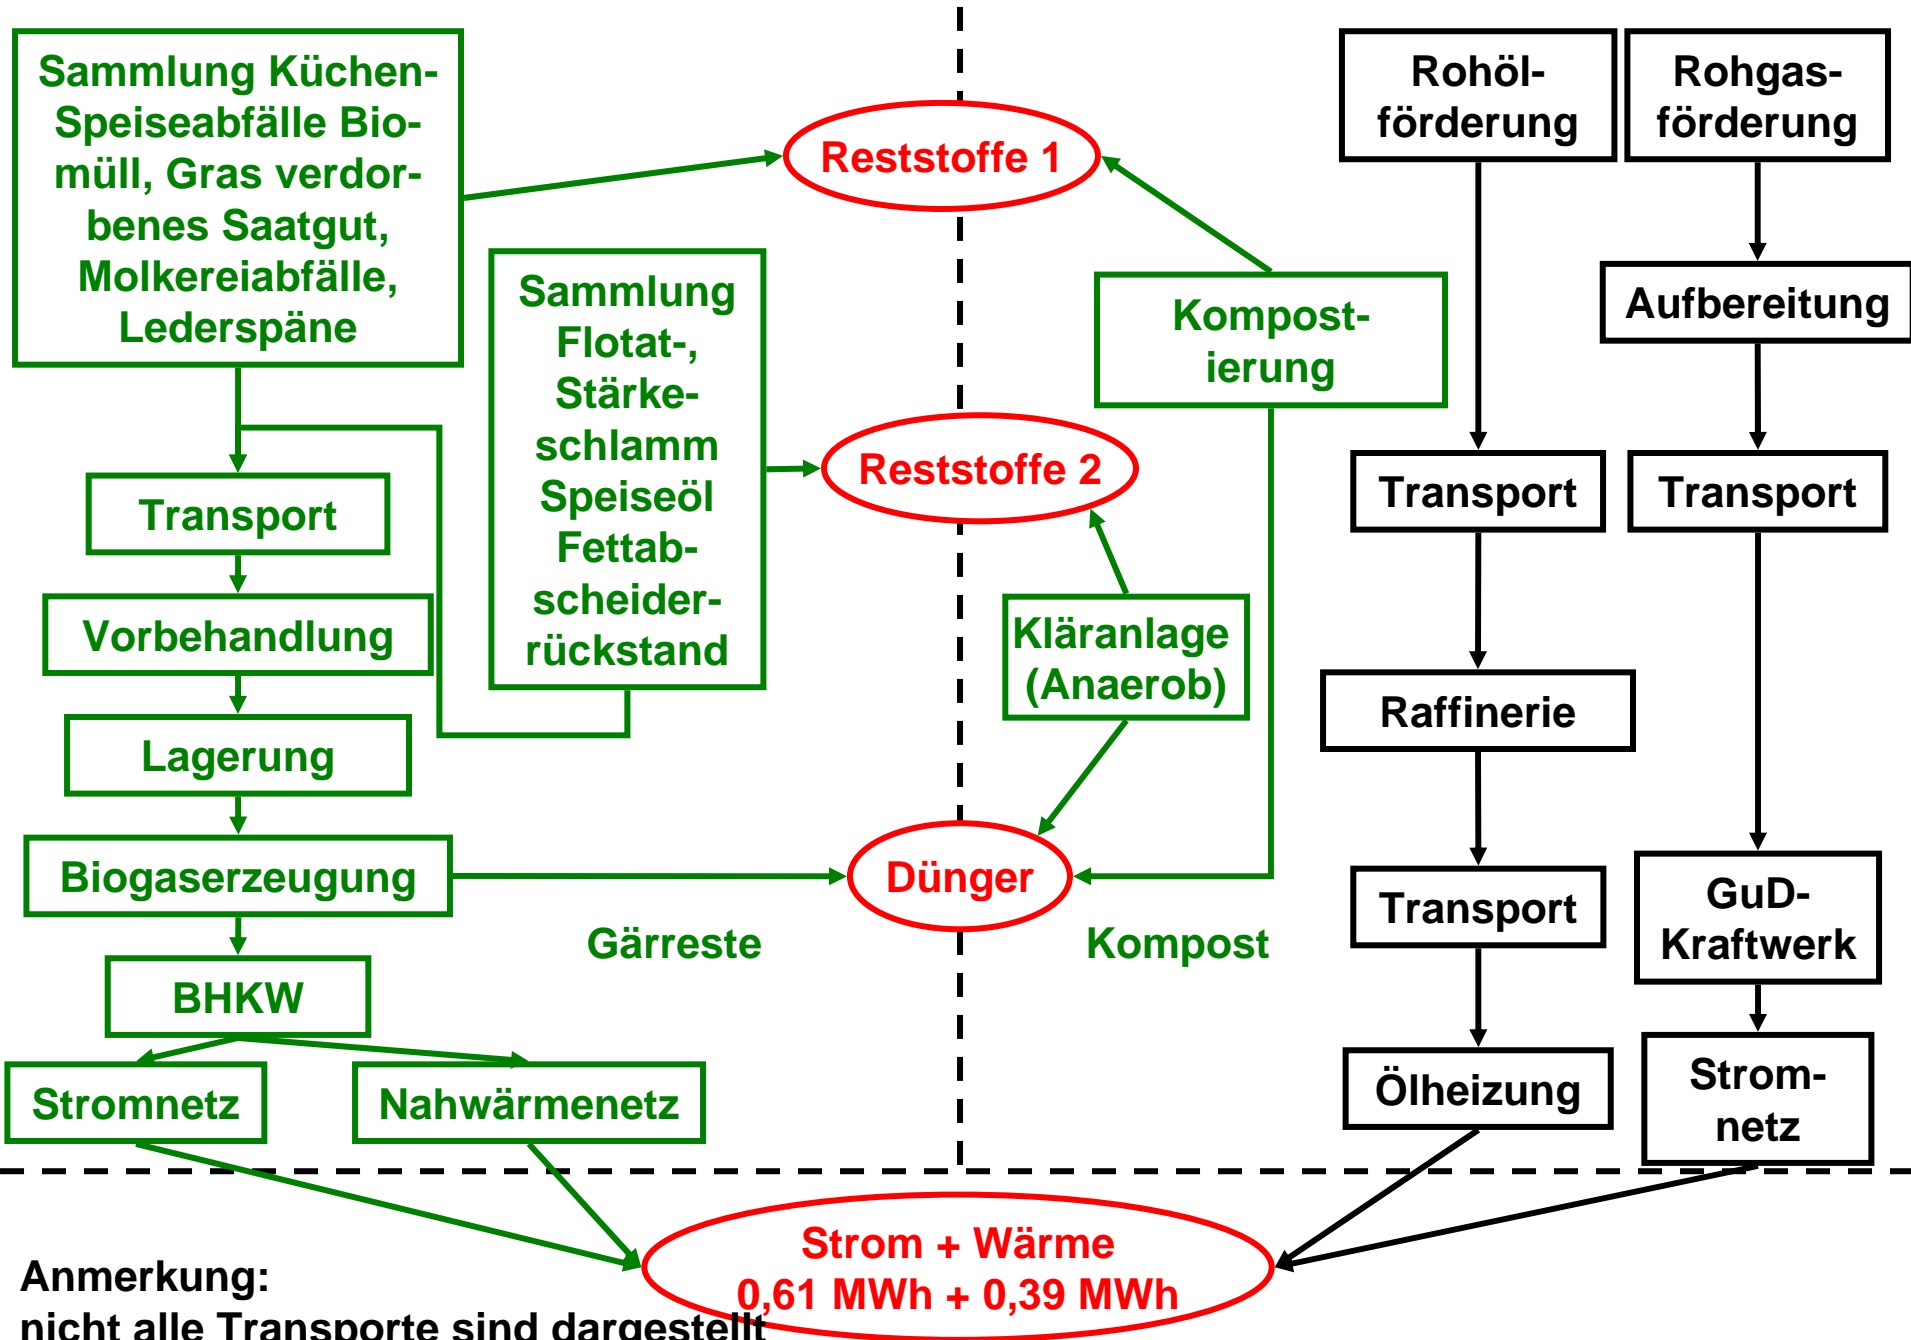 Sammlung Küchen-
Speiseabfälle Bio-
müll, Gras verdor-
benes Saatgut,
Molkereiabfälle,
Lederspäne
Reststoffe 1
Rohöl-
förderung
Rohgas-
förderung
Sammlung
Flotat-,
Stärke-
schlamm
Speiseöl
Fettab-
scheider-
rückstand
Kompost-
ierung
Aufbereitung
Reststoffe 2
Transport
Transport
Transport
Vorbehandlung
Kläranlage
(Anaerob)
Raffinerie
Lagerung
Biogaserzeugung
Dünger
Transport
GuD-
Kraftwerk
Gärreste
Kompost
BHKW
Stromnetz
Nahwärmenetz
Ölheizung
Strom-
netz
Strom + Wärme
0,61 MWh + 0,39 MWh
Anmerkung:
nicht alle Transporte sind dargestellt